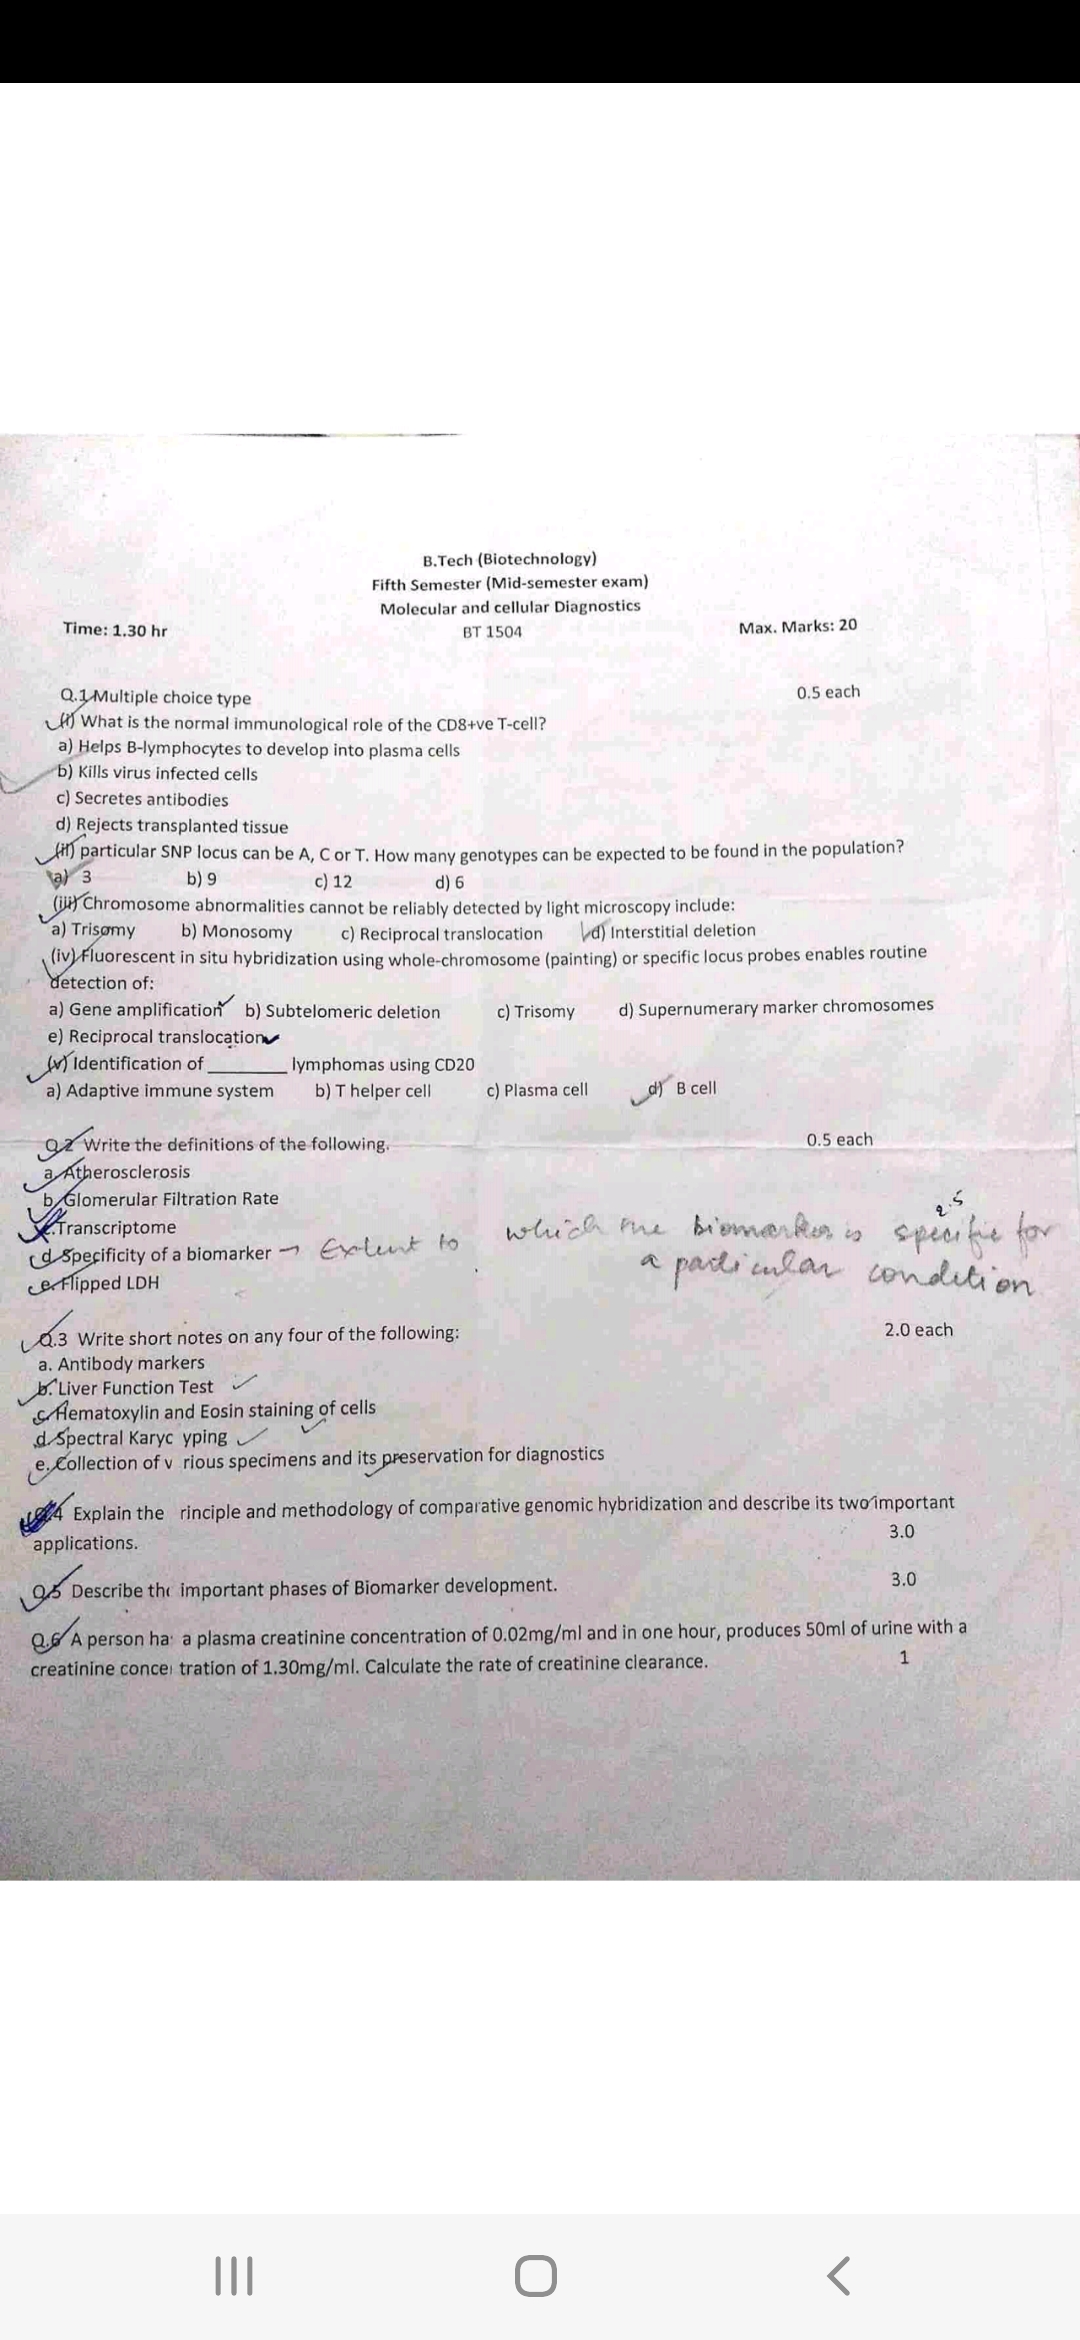 B.Tech (Biotechnology)
Fifth Semester (Mid-semester exam)
Molecular and cellular Diagnostics
Time: 1.30 hr BT 1504 Max. Marks: 20
Q.1 Multiple choice type 0.5 each
(i) What is the normal immunological role of the CD8+ve T-cell?
a) Helps B-lymphocytes to develop into plasma cells
b) Kills virus infected cells
c) Secretes antibodies
d) Rejects transplanted tissue
(ii) particular SNP locus can be A, C or T. How many genotypes can be expected to be found in the population?
a) 3 b) 9 c) 12 d) 6
(iii) Chromosome abnormalities cannot be reliably detected by light microscopy include:
a) Trisomy b) Monosomy c) Reciprocal translocation d) Interstitial deletion
(iv) Fluorescent in situ hybridization using whole-chromosome (painting) or specific locus probes enables routine
detection of:
a) Gene amplification b) Subtelomeric deletion c) Trisomy d) Supernumerary marker chromosomes
e) Reciprocal translocation
(v) Identification of ________ lymphomas using CD20
a) Adaptive immune system b) T helper cell c) Plasma cell d) B cell
Q.2 Write the definitions of the following. 0.5 each
a. Atherosclerosis
b. Glomerular Filtration Rate
2.5
c. Transcriptome
d. Specificity of a biomarker → Extent to which the biomarker is specific for
a particular condition
e. Flipped LDH
Q.3 Write short notes on any four of the following: 2.0 each
a. Antibody markers
b. Liver Function Test
c. Hematoxylin and Eosin staining of cells
d. Spectral Karyc yping
e. Collection of v rious specimens and its preservation for diagnostics
Q.4 Explain the rinciple and methodology of comparative genomic hybridization and describe its two important
applications. 3.0
Q.5 Describe the important phases of Biomarker development. 3.0
Q.6 A person ha a plasma creatinine concentration of 0.02mg/ml and in one hour, produces 50ml of urine with a
creatinine conce tration of 1.30mg/ml. Calculate the rate of creatinine clearance. 1